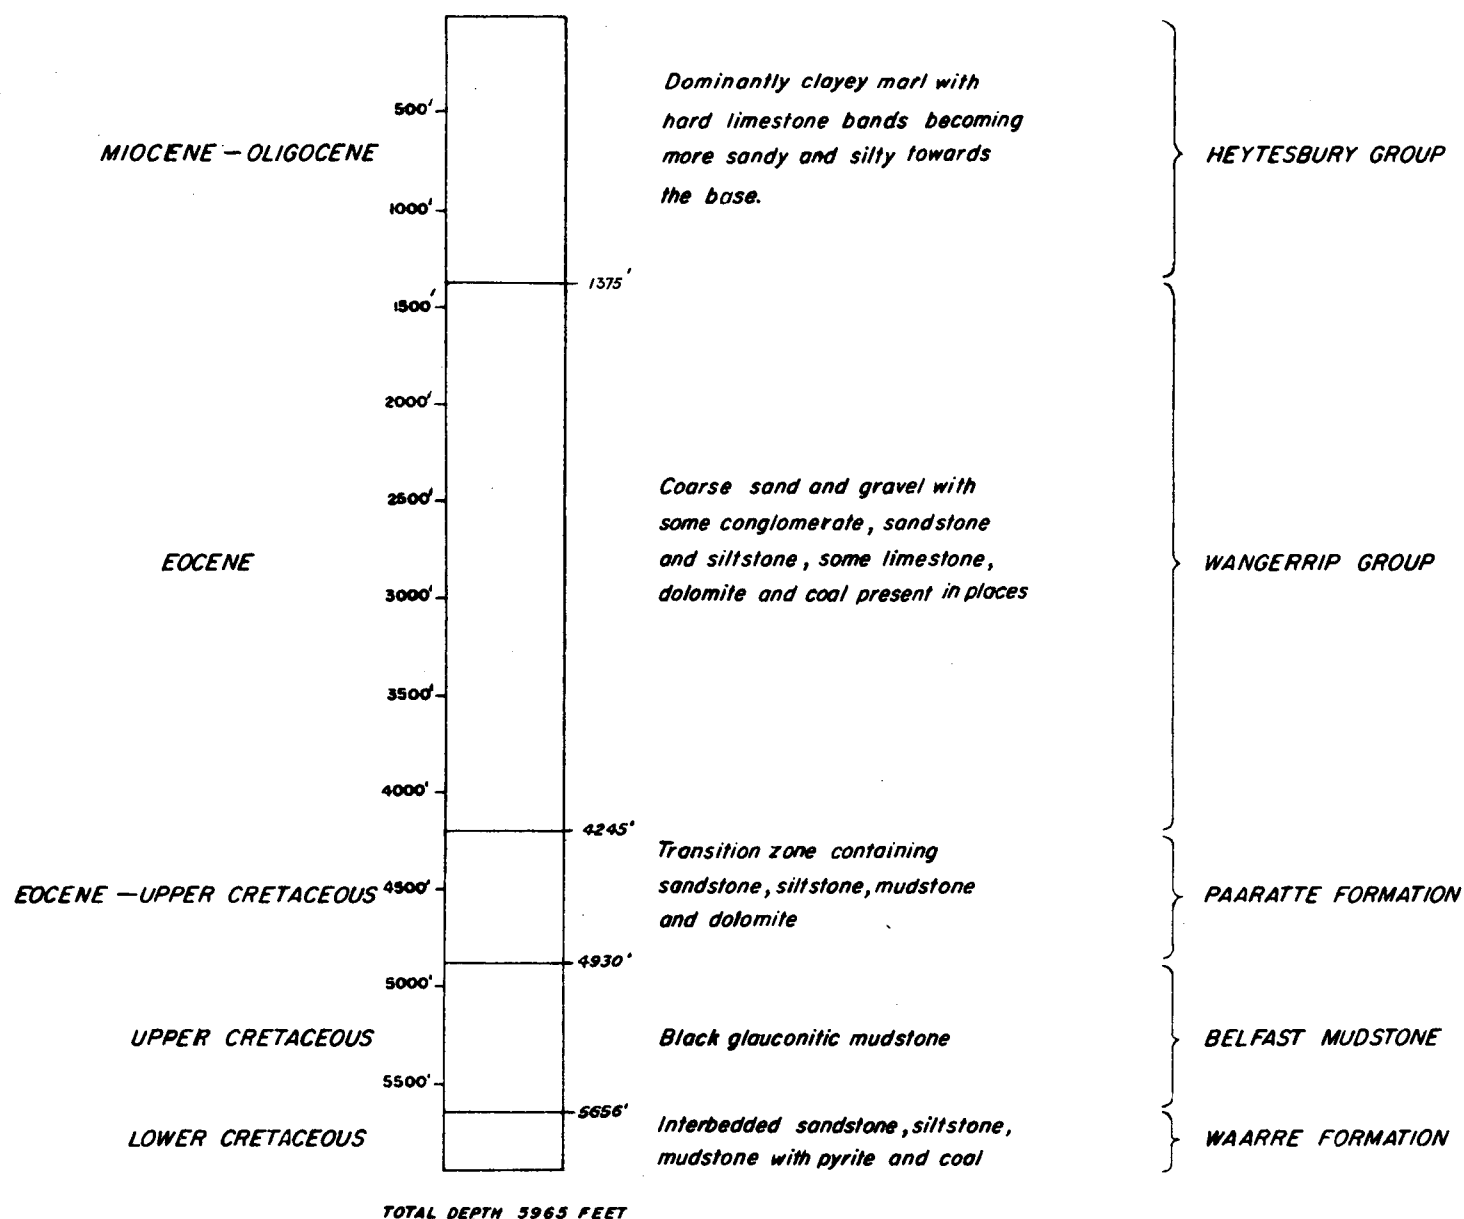 500'
MIOCENE – OLIGOCENE
1000'
Dominantly clayey marl with
hard limestone bands becoming
more sandy and silty towards
the base.
HEYTESBURY GROUP
1375'
1500'
2000'
2500'
EOCENE
3000'
3500'
4000'
Coarse sand and gravel with
some conglomerate, sandstone
and siltstone, some limestone,
dolomite and coal present in places
WANGERRIP GROUP
4245'
EOCENE – UPPER CRETACEOUS
4500'
Transition zone containing
sandstone, siltstone, mudstone
and dolomite
PAARATTE FORMATION
4930'
5000'
UPPER CRETACEOUS
5500'
Black glauconitic mudstone
BELFAST MUDSTONE
5656'
LOWER CRETACEOUS
Interbedded sandstone, siltstone,
mudstone with pyrite and coal
WAARRE FORMATION
TOTAL DEPTH 5965 FEET